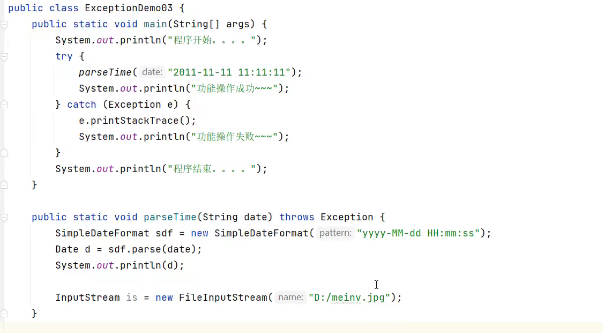 public class ExceptionDemo03 {
public static void main(String[] args) {
System.out.println("程序开始。。。。");
try {
parseTime( date: "2011-11-11 11:11:11");
System.out.println("功能操作成功~~~");
} catch (Exception e) {
e.printStackTrace();
System.out.println("功能操作失败~~~");
}
System.out.println("程序结束。。。。");
}
public static void parseTime(String date) throws Exception {
SimpleDateFormat sdf = new SimpleDateFormat( pattern: "yyyy-MM-dd HH:mm:ss");
Date d = sdf.parse(date);
System.out.println(d);
InputStream is = new FileInputStream( name: "D:/meinv.jpg");
}